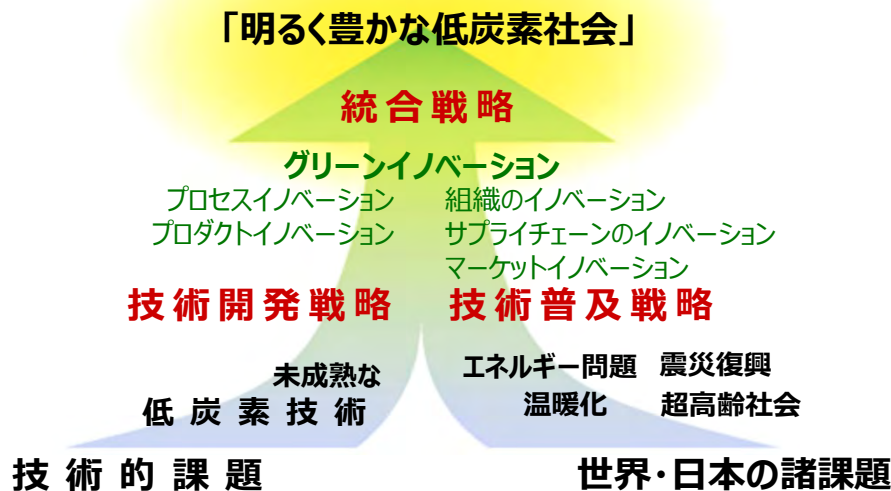 「明るく豊かな低炭素社会」
統合戦略
グリーンイノベーション
プロセスイノベーション
プロダクトイノベーション
組織のイノベーション
サプライチェーンのイノベーション
マーケットイノベーション
技術開発戦略
技術普及戦略
未成熟な
低炭素技術
エネルギー問題 震災復興
温暖化 超高齢社会
技術的課題
世界・日本の諸課題